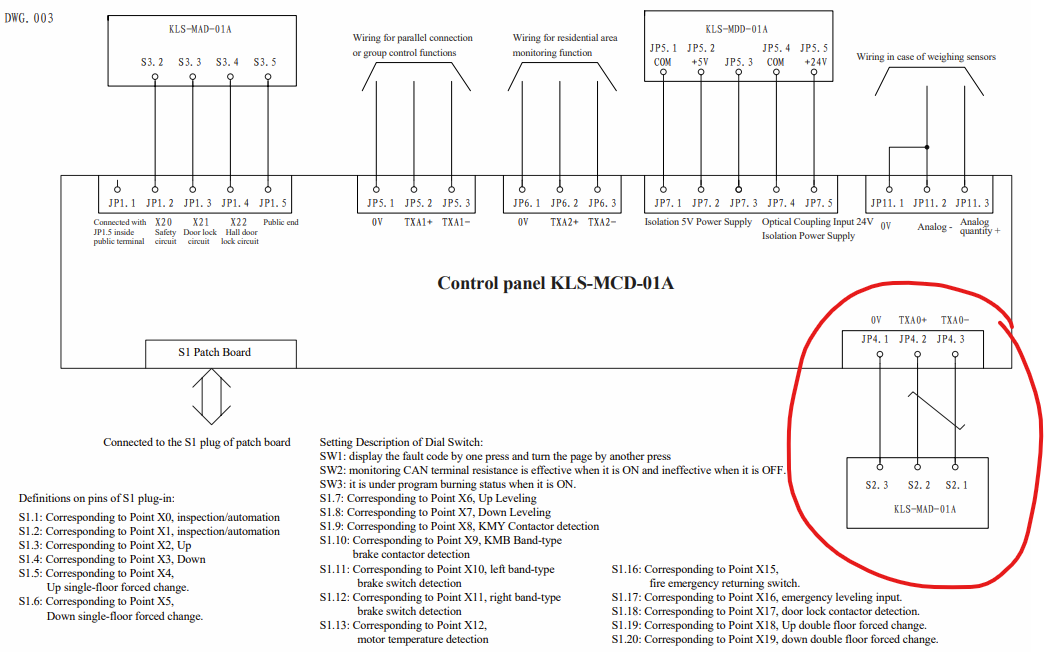 DWG. 003
KLS-MAD-01A
S3.2 S3.3 S3.4 S3.5
Wiring for parallel connection
or group control functions
Wiring for residential area
monitoring function
KLS-MDD-01A
JP5.1 JP5.2 JP5.4 JP5.5
COM +5V JP5.3 COM +24V
Wiring in case of weighing sensors
JP1.1 JP1.2 JP1.3 JP1.4 JP1.5
Connected with
JP1.5 inside
public terminal
X20
Safety
circuit
X21
Door lock
circuit
X22
Hall door
lock circuit
Public end
JP5.1 JP5.2 JP5.3
0V TXA1+ TXA1-
JP6.1 JP6.2 JP6.3
0V TXA2+ TXA2-
JP7.1 JP7.2 JP7.3 JP7.4 JP7.5
Isolation 5V Power Supply
Optical Coupling Input 24V
Isolation Power Supply
JP11.1 JP11.2 JP11.3
0V
Analog -
Analog
quantity +
Control panel KLS-MCD-01A
0V TXA0+ TXA0-
JP4.1 JP4.2 JP4.3
S2.3 S2.2 S2.1
KLS-MAD-01A
S1 Patch Board
Connected to the S1 plug of patch board
Definitions on pins of S1 plug-in:
S1.1: Corresponding to Point X0, inspection/automation
S1.2: Corresponding to Point X1, inspection/automation
S1.3: Corresponding to Point X2, Up
S1.4: Corresponding to Point X3, Down
S1.5: Corresponding to Point X4,
Up single-floor forced change.
S1.6: Corresponding to Point X5,
Down single-floor forced change.
Setting Description of Dial Switch:
SW1: display the fault code by one press and turn the page by another press
SW2: monitoring CAN terminal resistance is effective when it is ON and ineffective when it is OFF.
SW3: it is under program burning status when it is ON.
S1.7: Corresponding to Point X6, Up Leveling
S1.8: Corresponding to Point X7, Down Leveling
S1.9: Corresponding to Point X8, KMY Contactor detection
S1.10: Corresponding to Point X9, KMB Band-type
brake contactor detection
S1.11: Corresponding to Point X10, left band-type
brake switch detection
S1.12: Corresponding to Point X11, right band-type
brake switch detection
S1.13: Corresponding to Point X12,
motor temperature detection
S1.16: Corresponding to Point X15,
fire emergency returning switch.
S1.17: Corresponding to Point X16, emergency leveling input.
S1.18: Corresponding to Point X17, door lock contactor detection.
S1.19: Corresponding to Point X18, Up double floor forced change.
S1.20: Corresponding to Point X19, down double floor forced change.